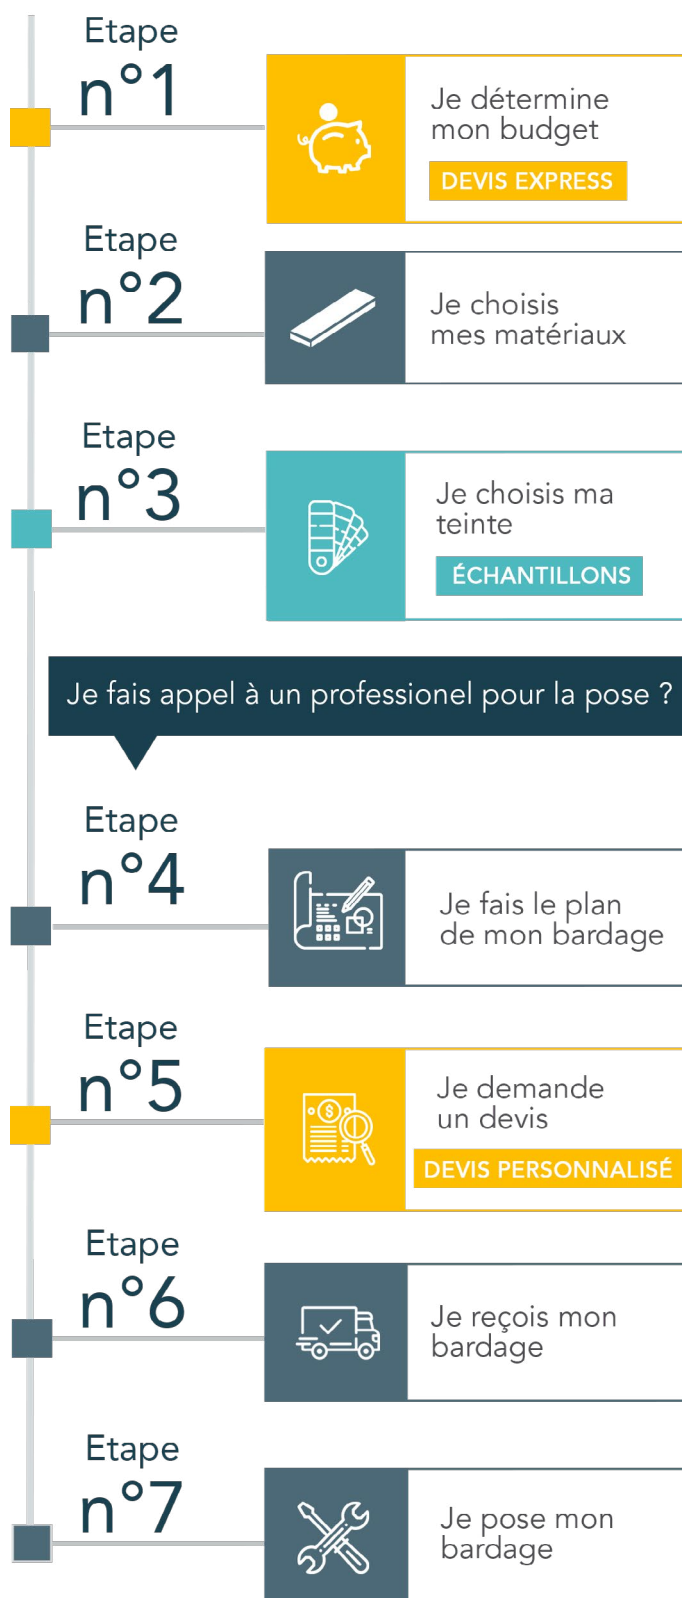 Etape
n°1
Je détermine
mon budget
DEVIS EXPRESS
Etape
n°2
Je choisis
mes matériaux
Etape
n°3
Je choisis ma
teinte
ÉCHANTILLONS
Je fais appel à un professionel pour la pose ?
Etape
n°4
Je fais le plan
de mon bardage
Etape
n°5
Je demande
un devis
DEVIS PERSONNALISÉ
Etape
n°6
Je reçois mon
bardage
Etape
n°7
Je pose mon
bardage